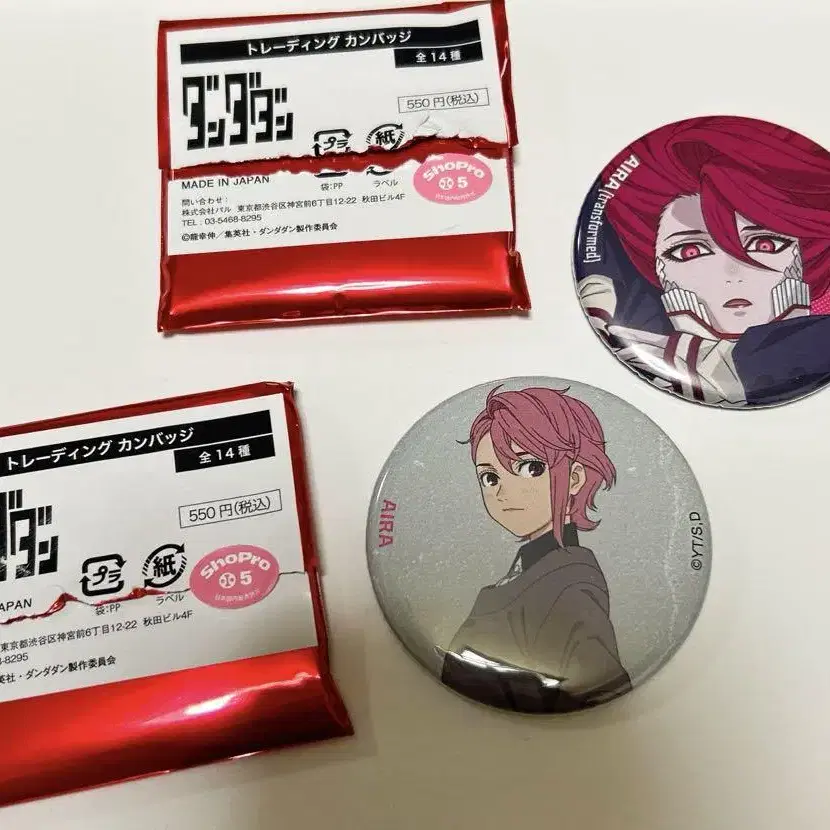 トレーディング カンバッジ
全14種
ダンダダン
550円(税込)
プラ
紙
MADE IN JAPAN
袋:PP
ラベル
ShoPro
5
問い合わせ:
株式会社パル 東京都渋谷区神宮前6丁目12-22 秋田ビル4F
TEL : 03-5468-8295
©龍幸伸／集英社・ダンダダン製作委員会
AIRA [transformed]
トレーディング カンバッジ
全14種
ダダン
550円(税込)
プラ
紙
ShoPro
5
APAN
袋:PP
ラベル
東京都渋谷区神宮前6丁目12-22 秋田ビル4F
8-8295
集英社・ダンダダン製作委員会
AIRA
©YT/S,D